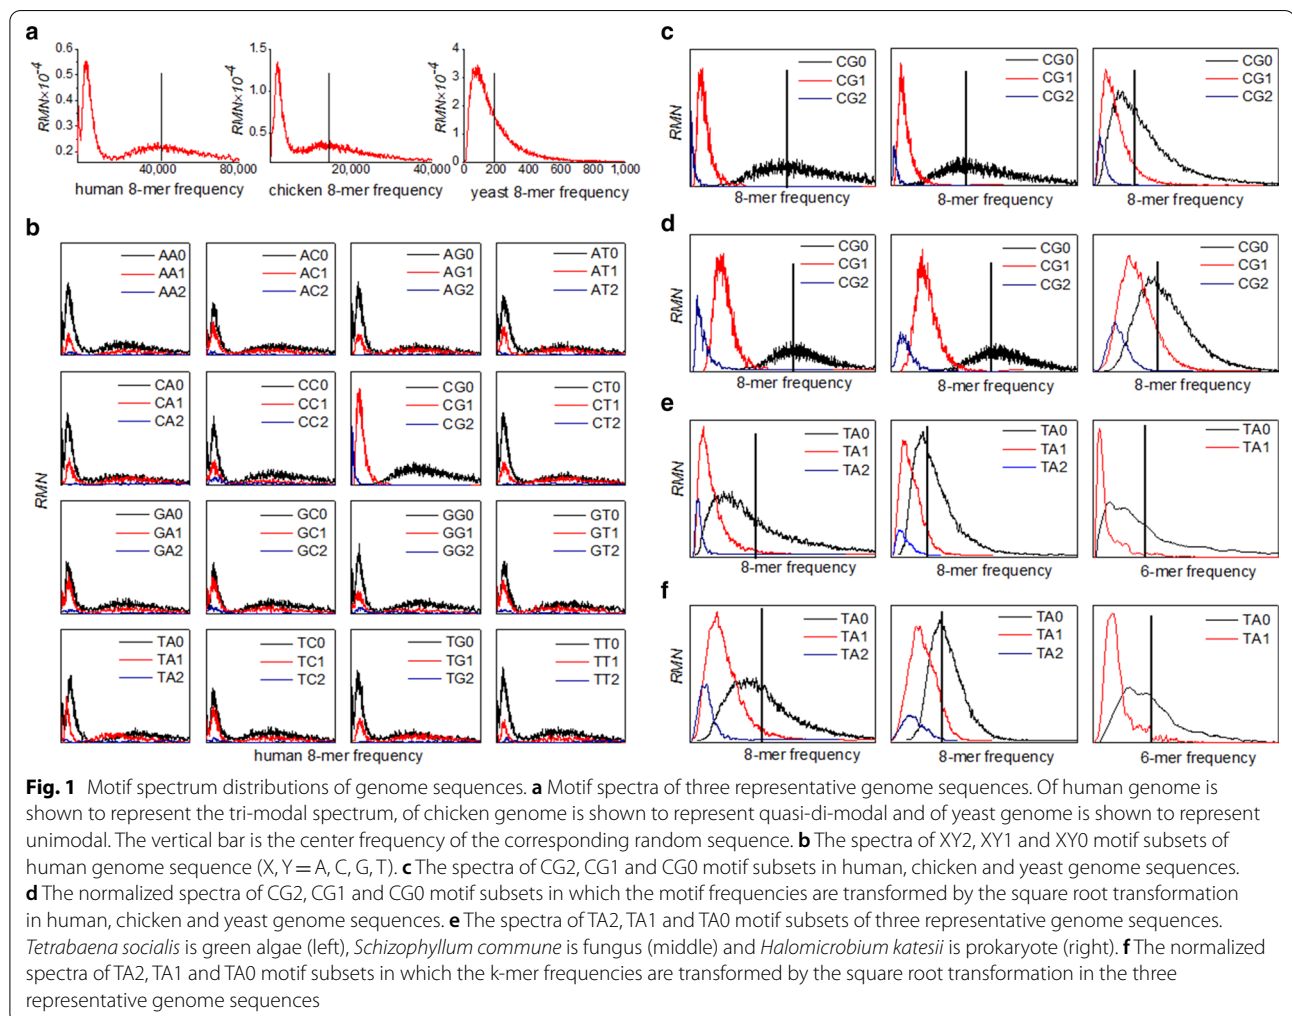 a
0.6
0.5
0.4
0.3
0.2
RMN×10⁻⁴
40,000
80,000
human 8-mer frequency
1.5
1.0
0.5
RMN×10⁻⁴
20,000
40,000
chicken 8-mer frequency
4
3
2
1
0
RMN×10⁻⁴
0
200
400
600
800
1,000
yeast 8-mer frequency
b
AA0
AA1
AA2
AC0
AC1
AC2
AG0
AG1
AG2
AT0
AT1
AT2
CA0
CA1
CA2
CC0
CC1
CC2
CG0
CG1
CG2
CT0
CT1
CT2
RMN
GA0
GA1
GA2
GC0
GC1
GC2
GG0
GG1
GG2
GT0
GT1
GT2
TA0
TA1
TA2
TC0
TC1
TC2
TG0
TG1
TG2
TT0
TT1
TT2
human 8-mer frequency
c
RMN
CG0
CG1
CG2
8-mer frequency
CG0
CG1
CG2
8-mer frequency
CG0
CG1
CG2
8-mer frequency
d
RMN
CG0
CG1
CG2
8-mer frequency
CG0
CG1
CG2
8-mer frequency
CG0
CG1
CG2
8-mer frequency
e
RMN
TA0
TA1
TA2
8-mer frequency
TA0
TA1
TA2
8-mer frequency
TA0
TA1
6-mer frequency
f
RMN
TA0
TA1
TA2
8-mer frequency
TA0
TA1
TA2
8-mer frequency
TA0
TA1
6-mer frequency
Fig. 1 Motif spectrum distributions of genome sequences. a Motif spectra of three representative genome sequences. Of human genome is
shown to represent the tri-modal spectrum, of chicken genome is shown to represent quasi-di-modal and of yeast genome is shown to represent
unimodal. The vertical bar is the center frequency of the corresponding random sequence. b The spectra of XY2, XY1 and XY0 motif subsets of
human genome sequence (X, Y = A, C, G, T). c The spectra of CG2, CG1 and CG0 motif subsets in human, chicken and yeast genome sequences.
d The normalized spectra of CG2, CG1 and CG0 motif subsets in which the motif frequencies are transformed by the square root transformation
in human, chicken and yeast genome sequences. e The spectra of TA2, TA1 and TA0 motif subsets of three representative genome sequences.
Tetrabaena socialis is green algae (left), Schizophyllum commune is fungus (middle) and Halomicrobium katesii is prokaryote (right). f The normalized
spectra of TA2, TA1 and TA0 motif subsets in which the k-mer frequencies are transformed by the square root transformation in the three
representative genome sequences